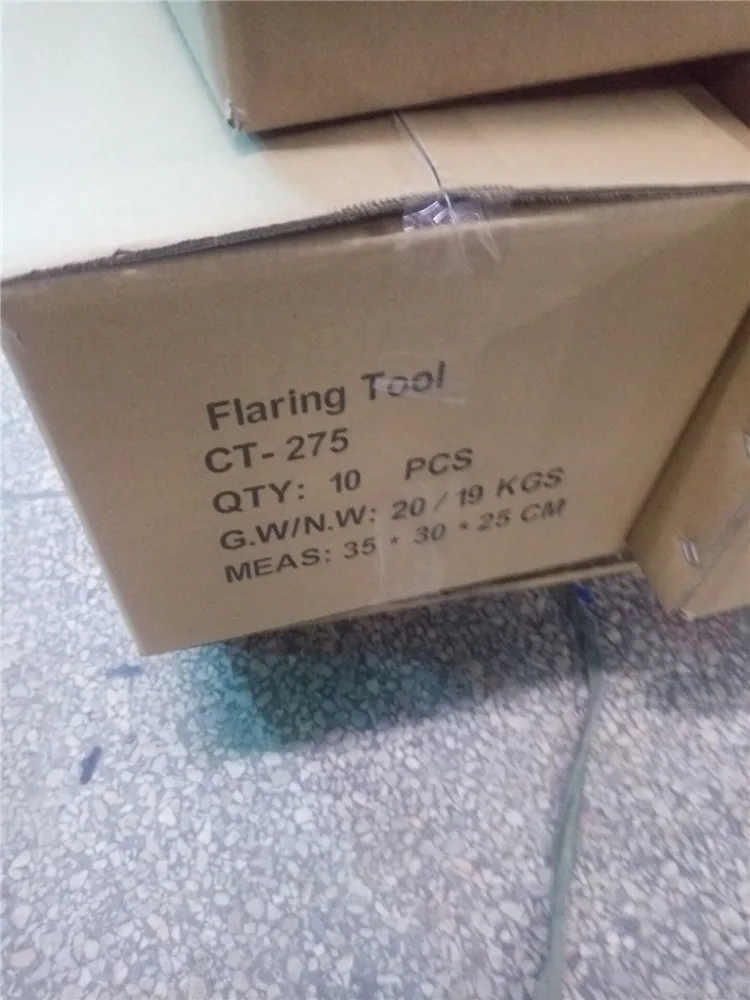 Flaring Tool
CT- 275
QTY: 10 PCS
G.W/N.W: 20 / 19 KGS
MEAS: 35 * 30 * 25 CM